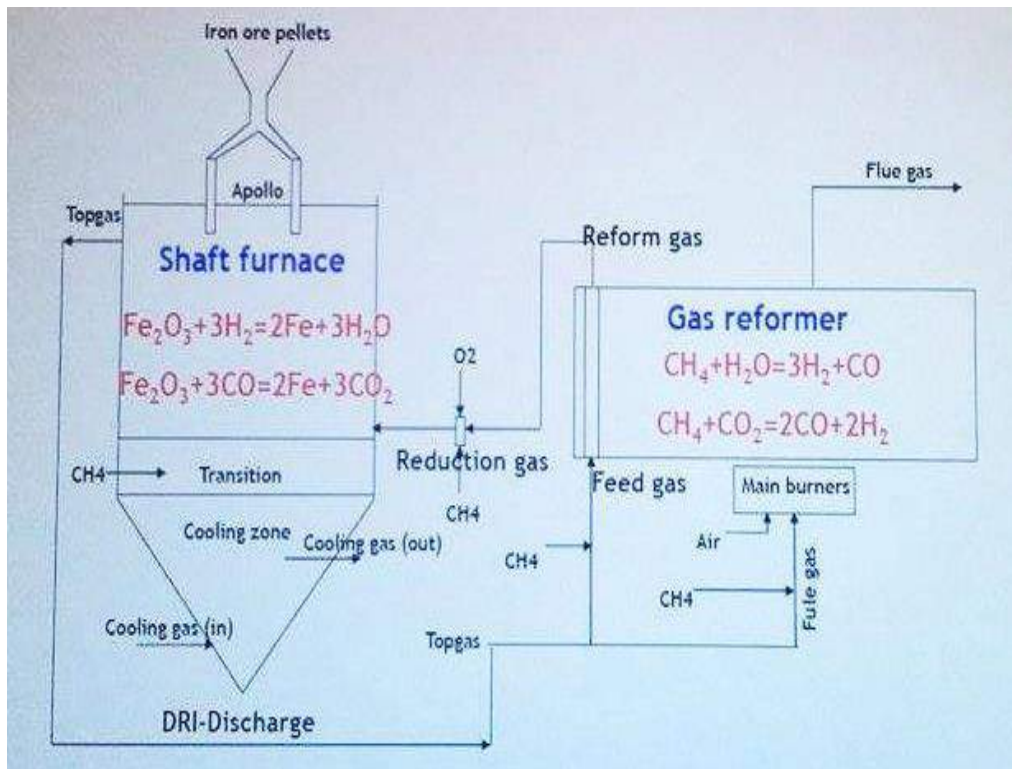 Iron ore pellets
Apollo
Topgas
Shaft furnace
Fe₂O₃+3H₂=2Fe+3H₂O
Fe₂O₃+3CO=2Fe+3CO₂
CH4
Transition
Cooling zone
Cooling gas (out)
Cooling gas (in)
DRI-Discharge
O2
Reduction gas
CH4
Reform gas
Flue gas
Gas reformer
CH₄+H₂O=3H₂+CO
CH₄+CO₂=2CO+2H₂
Feed gas
Main burners
Air
CH4
CH4
Fule gas
Topgas